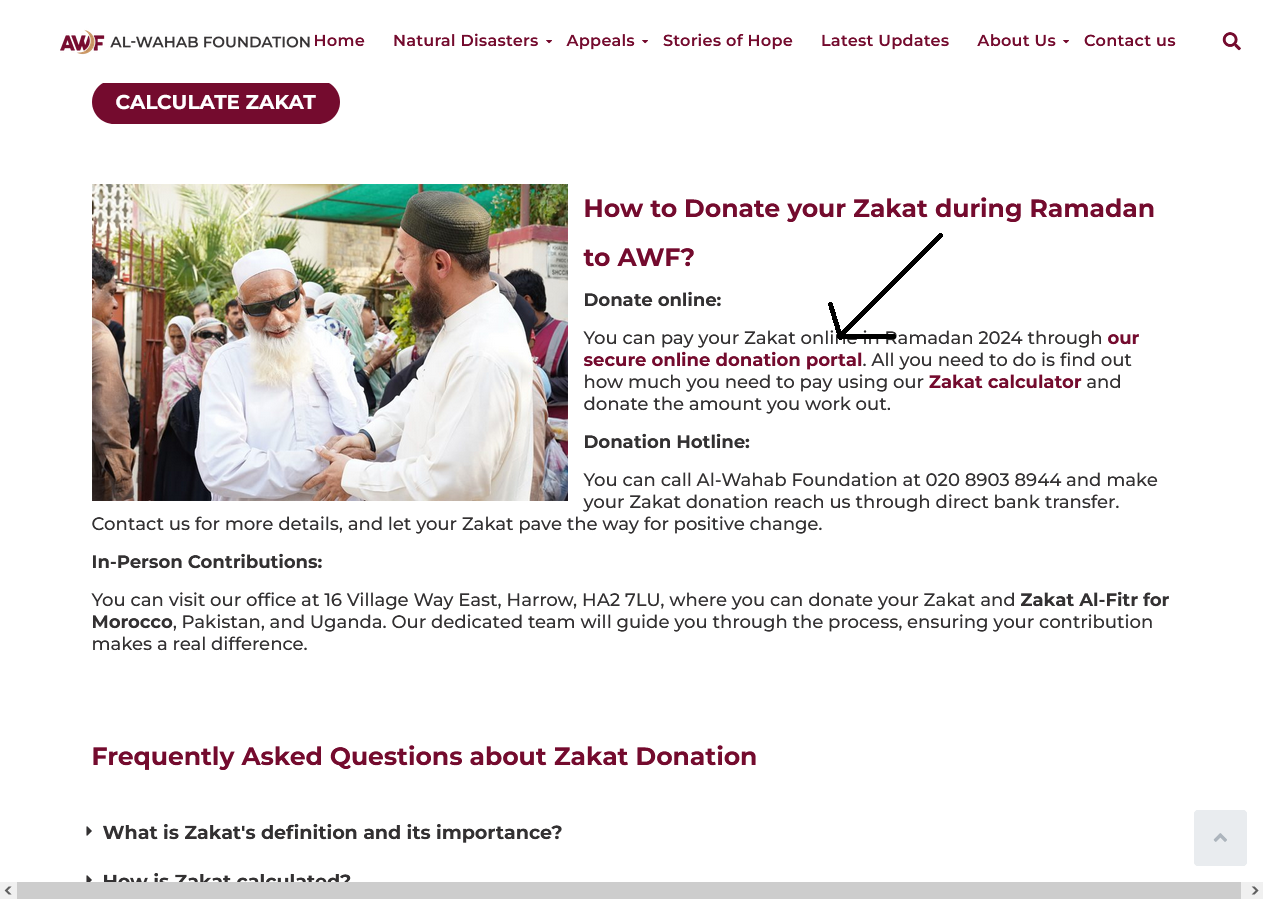 AWF AL-WAHAB FOUNDATION Home Natural Disasters Appeals Stories of Hope Latest Updates About Us Contact us
CALCULATE ZAKAT
How to Donate your Zakat during Ramadan
to AWF?
Donate online:
You can pay your Zakat online in Ramadan 2024 through our
secure online donation portal. All you need to do is find out
how much you need to pay using our Zakat calculator and
donate the amount you work out.
Donation Hotline:
You can call Al-Wahab Foundation at 020 8903 8944 and make
your Zakat donation reach us through direct bank transfer.
Contact us for more details, and let your Zakat pave the way for positive change.
In-Person Contributions:
You can visit our office at 16 Village Way East, Harrow, HA2 7LU, where you can donate your Zakat and Zakat Al-Fitr for
Morocco, Pakistan, and Uganda. Our dedicated team will guide you through the process, ensuring your contribution
makes a real difference.
Frequently Asked Questions about Zakat Donation
What is Zakat's definition and its importance?
How is Zakat calculated?